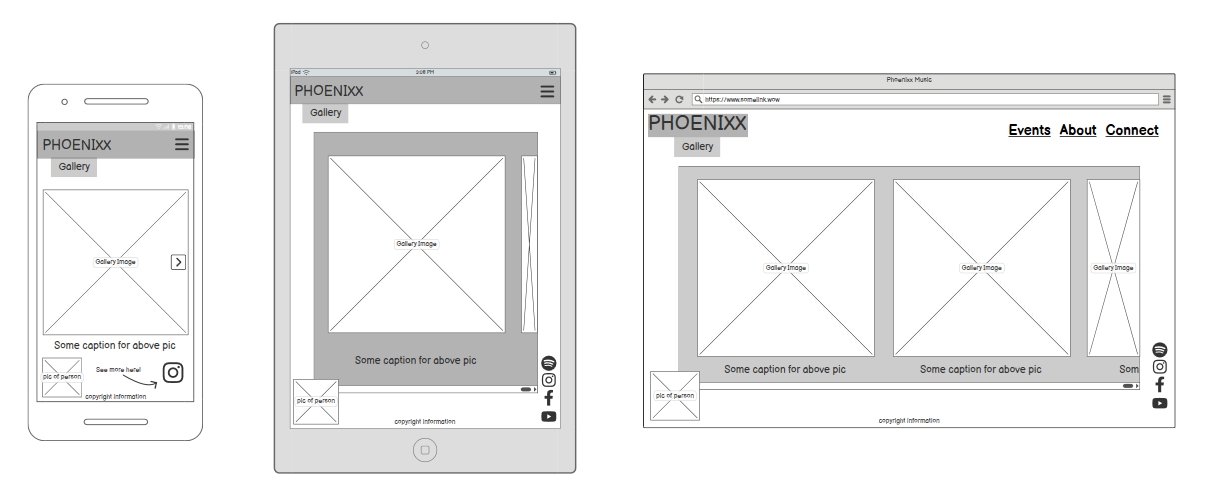 PHOENIXX
Gallery
Gallery Image
Some caption for above pic
pic of person
See more here!
copyright information
iPad
3:08 PM
PHOENIXX
Gallery
Gallery Image
Some caption for above pic
pic of person
copyright information
Phoenixx Music
https://www.somelink.wow
PHOENIXX
Events About Connect
Gallery
Gallery Image
Gallery Image
Gallery Image
Some caption for above pic
Some caption for above pic
Som
pic of person
copyright information